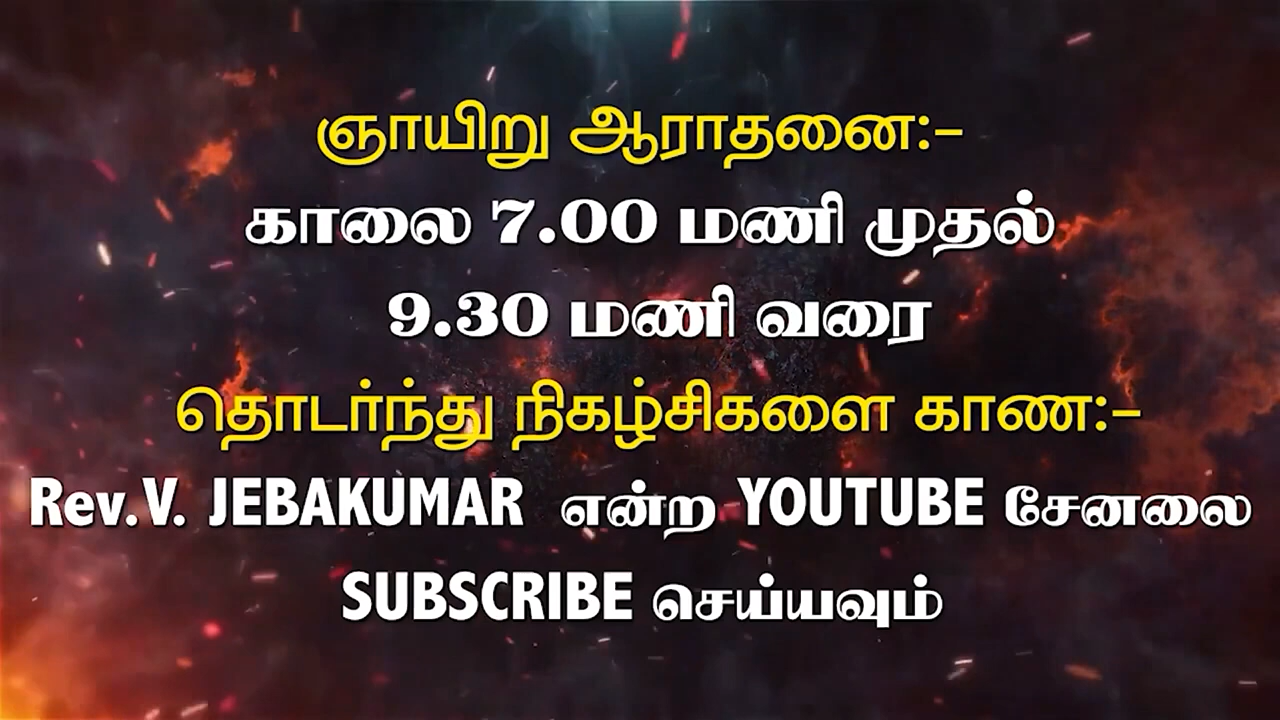 ஞாயிறு ஆராதனை:-
காலை 7.00 மணி முதல்
9.30 மணி வரை
தொடர்ந்து நிகழ்சிகளை காண:-
Rev.V. JEBAKUMAR என்ற YOUTUBE சேனலை
SUBSCRIBE செய்யவும்